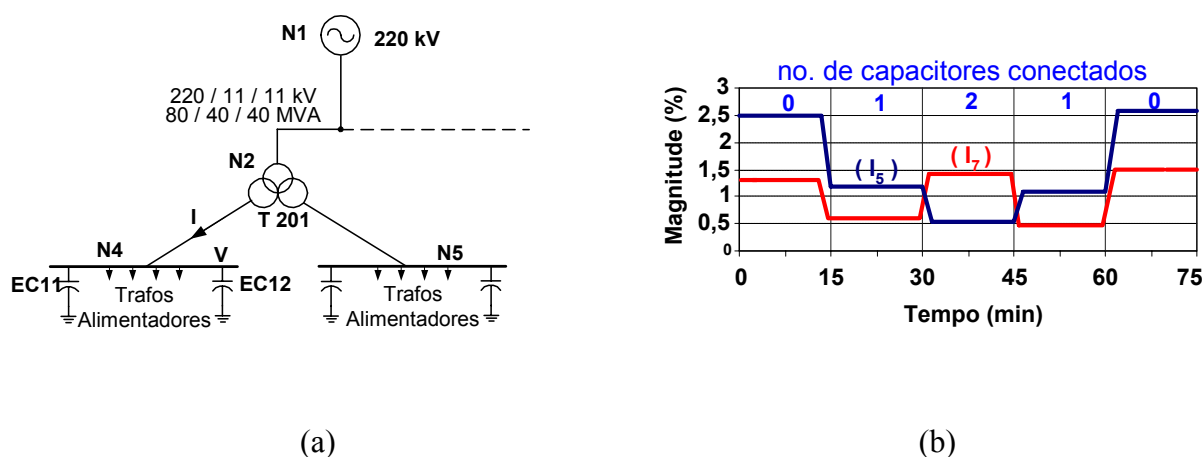 N1
220 kV
220 / 11 / 11 kV
80 / 40 / 40 MVA
N2
T 201
I
N4
V
N5
EC11
EC12
Trafos
Alimentadores
Trafos
Alimentadores
(a)
no. de capacitores conectados
0 1 2 1 0
Magnitude (%)
3
2,5
2
1,5
1
0,5
0
( I5 )
( I7 )
0 15 30 45 60 75
Tempo (min)
(b)